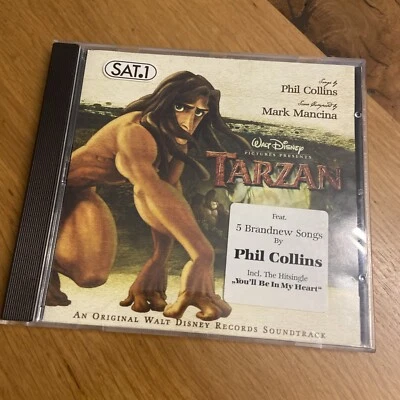 SAT.1
Songs by
Phil Collins
Score Composed by
Mark Mancina
Walt Disney
PICTURES PRESENTS
TARZAN
Feat.
5 Brandnew Songs
By
Phil Collins
Incl. The Hitsingle
„You'll Be In My Heart“
AN ORIGINAL WALT DISNEY RECORDS SOUNDTRACK